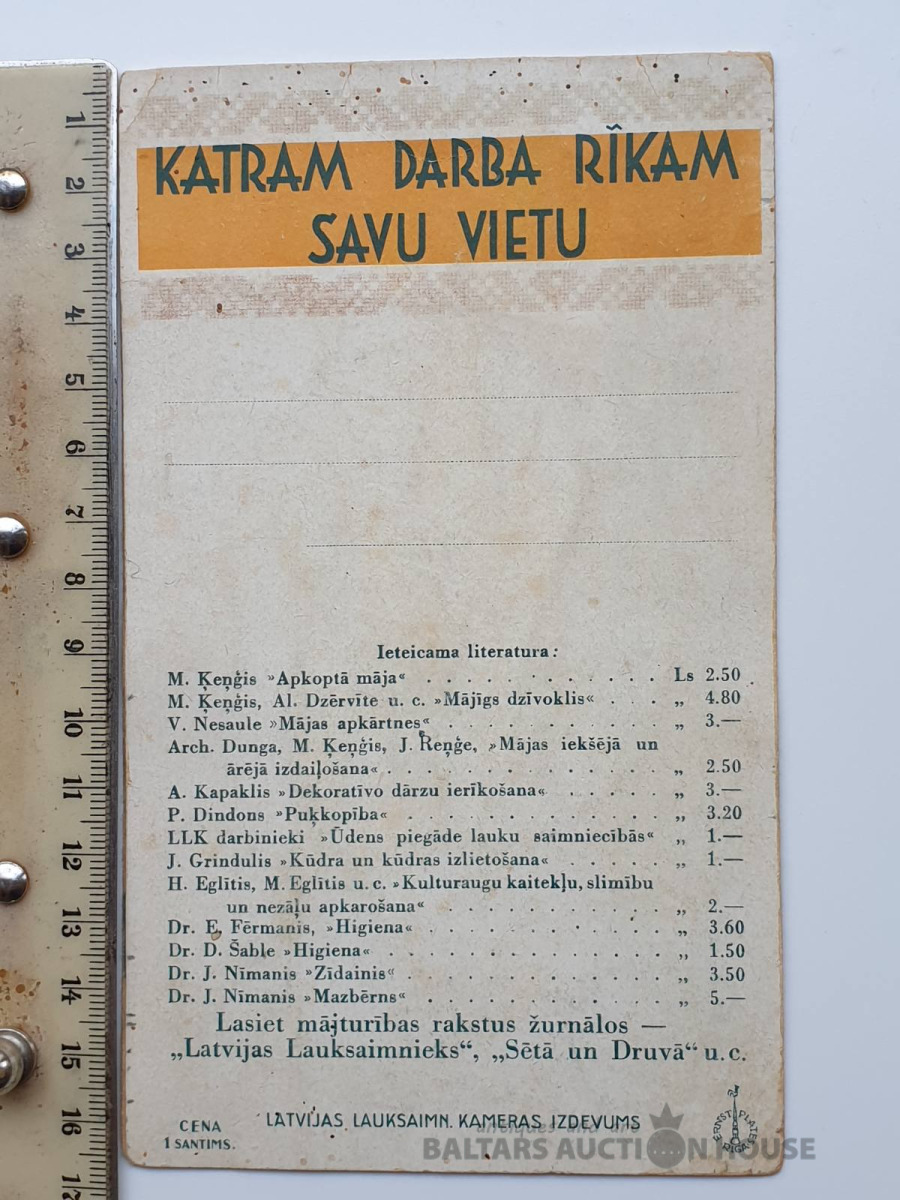 KATRAM DARBA RĪKAM
SAVU VIETU
Ieteicama literatura:
M. Ķeņģis »Apkoptā māja« . . . . . . . . . . . . Ls 2.50
M. Ķeņģis, Al. Dzērvīte u. c. »Mājīgs dzīvoklis« . . . „ 4.80
V. Nesaule »Mājas apkārtnes« . . . . . . . . . . . „ 3.—
Arch. Dunga, M. Ķeņģis, J. Reņģe, »Mājas iekšējā un
ārējā izdaiļošana« . . . . . . . . . . . . . „ 2.50
A. Kapaklis »Dekoratīvo dārzu ierīkošana« . . . . . „ 3.—
P. Dindons »Puķkopība« . . . . . . . . . . . . . „ 3.20
LLK darbinieki »Ūdens piegāde lauku saimniecībās« „ 1.—
J. Grindulis »Kūdra un kūdras izlietošana« . . . . . „ 1.—
H. Eglītis, M. Eglītis u. c. »Kulturaugu kaitekļu, slimību
un nezāļu apkarošana« . . . . . . . . . . . „ 2.—
Dr. E. Fērmanis, »Higiena« . . . . . . . . . . . . „ 3.60
Dr. D. Šable »Higiena« . . . . . . . . . . . . . . „ 1.50
Dr. J. Nīmanis »Zīdainis« . . . . . . . . . . . . . „ 3.50
Dr. J. Nīmanis »Mazbērns« . . . . . . . . . . . . „ 5.—
Lasiet mājturības rakstus žurnālos —
„Latvijas Lauksaimnieks“, „Sētā un Druvā“ u. c.
CENA
1 SANTIMS.
LATVIJAS LAUKSAIMN. KAMERAS IZDEVUMS
ERNST PLATES RĪGĀ
BALTARS AUCTION HOUSE
1
2
3
4
5
6
7
8
9
10
11
12
13
14
15
16